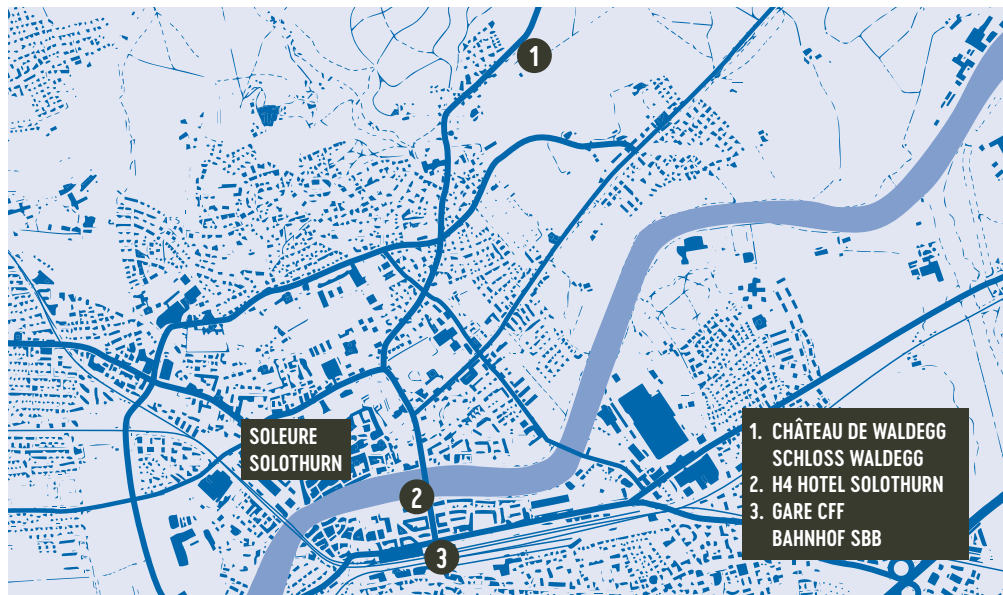 1
SOLEURE
SOLOTHURN
2
3
1. CHÂTEAU DE WALDEGG
SCHLOSS WALDEGG
2. H4 HOTEL SOLOTHURN
3. GARE CFF
BAHNHOF SBB